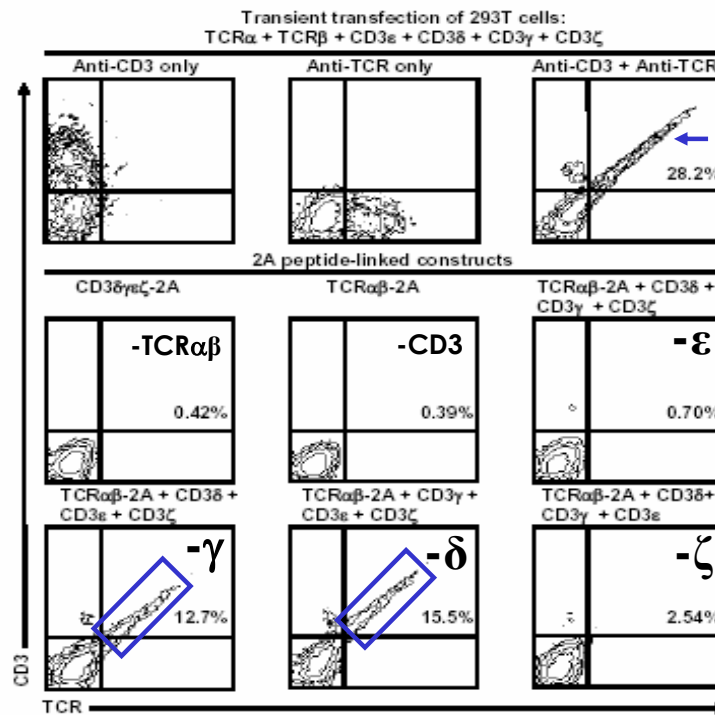 Transient transfection of 293T cells:
TCRα + TCRβ + CD3ε + CD3δ + CD3γ + CD3ζ
Anti-CD3 only
Anti-TCR only
Anti-CD3 + Anti-TCR
28.2%
2A peptide-linked constructs
CD3δγεζ-2A
TCRαβ-2A
TCRαβ-2A + CD3δ +
CD3γ + CD3ζ
-TCRαβ
-CD3
-ε
0.42%
0.39%
0.70%
TCRαβ-2A + CD3δ +
CD3ε + CD3ζ
TCRαβ-2A + CD3γ +
CD3ε + CD3ζ
TCRαβ-2A + CD3δ+
CD3γ + CD3ε
-γ
-δ
-ζ
12.7%
15.5%
2.54%
CD3
TCR